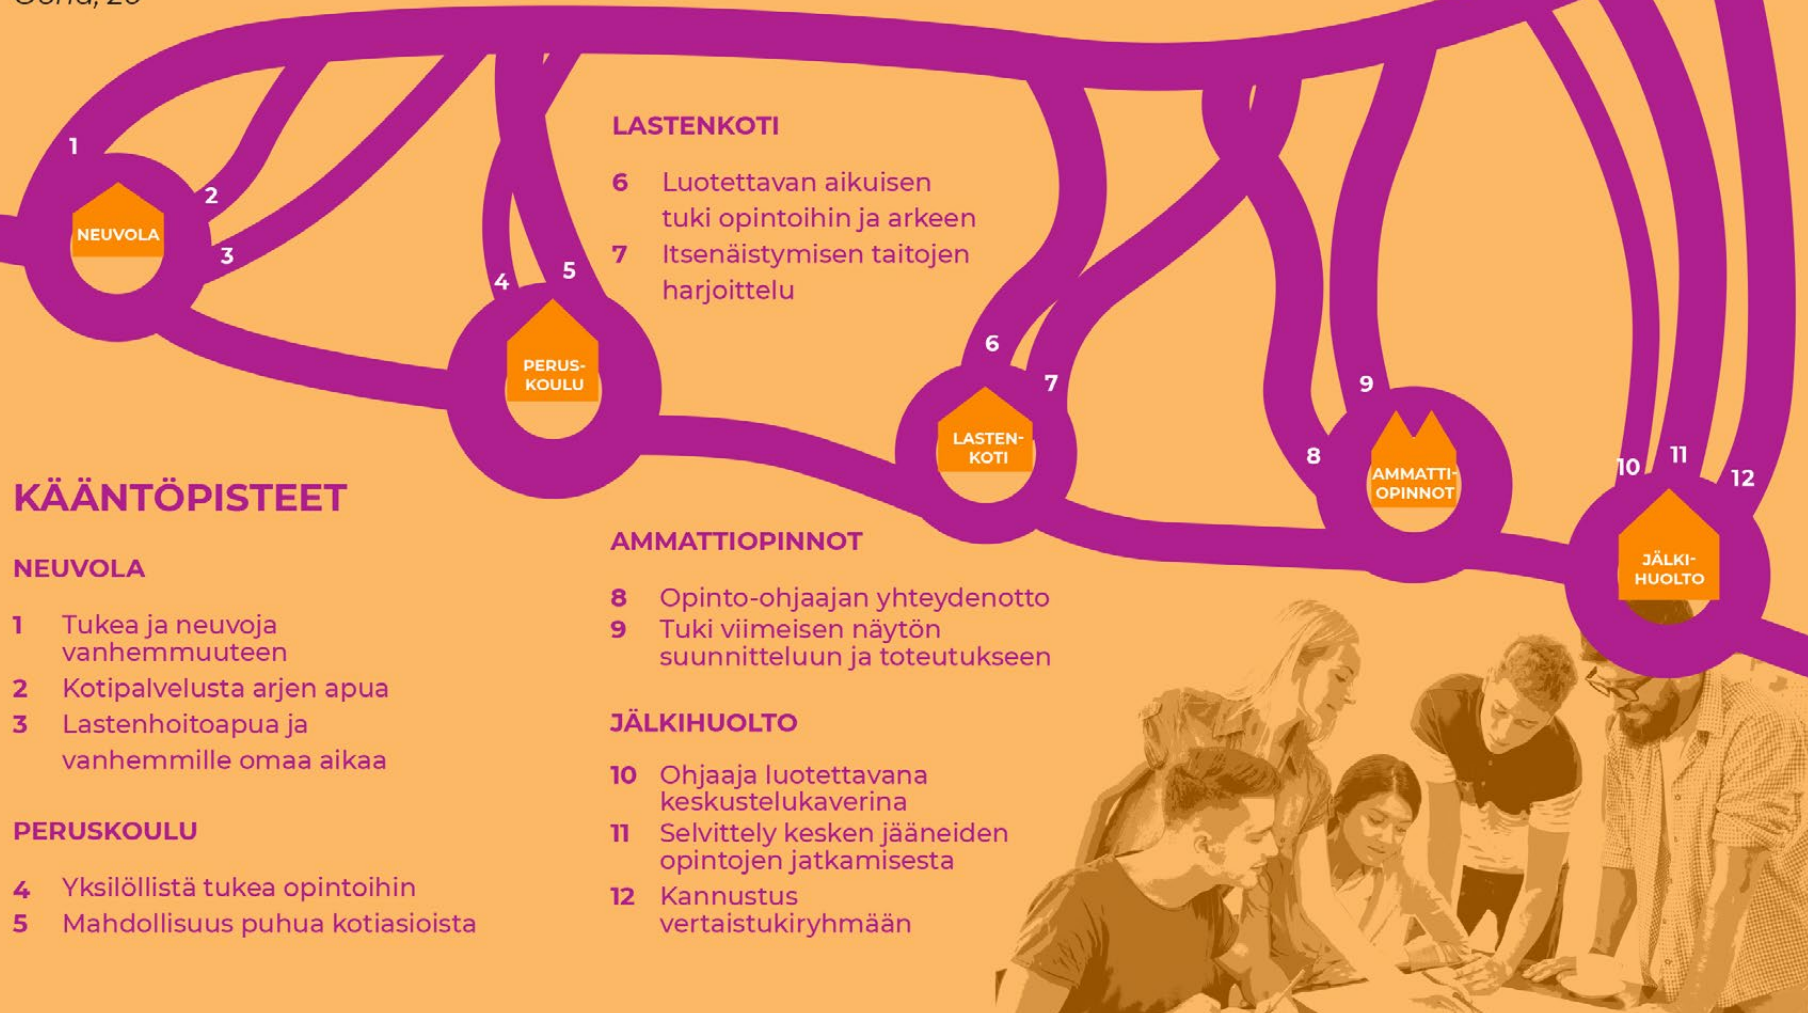 1
2
3
NEUVOLA
4
5
PERUS-
KOULU
LASTENKOTI
6 Luotettavan aikuisen
tuki opintoihin ja arkeen
7 Itsenäistymisen taitojen
harjoittelu
6
7
LASTEN-
KOTI
8
9
AMMATTI-
OPINNOT
10
11
12
JÄLKI-
HUOLTO
KÄÄNTÖPISTEET
NEUVOLA
1 Tukea ja neuvoja
vanhemmuuteen
2 Kotipalvelusta arjen apua
3 Lastenhoitoapua ja
vanhemmille omaa aikaa
PERUSKOULU
4 Yksilöllistä tukea opintoihin
5 Mahdollisuus puhua kotiasioista
AMMATTIOPINNOT
8 Opinto-ohjaajan yhteydenotto
9 Tuki viimeisen näytön
suunnitteluun ja toteutukseen
JÄLKIHUOLTO
10 Ohjaaja luotettavana
keskustelukaverina
11 Selvittely kesken jääneiden
opintojen jatkamisesta
12 Kannustus
vertaistukiryhmään